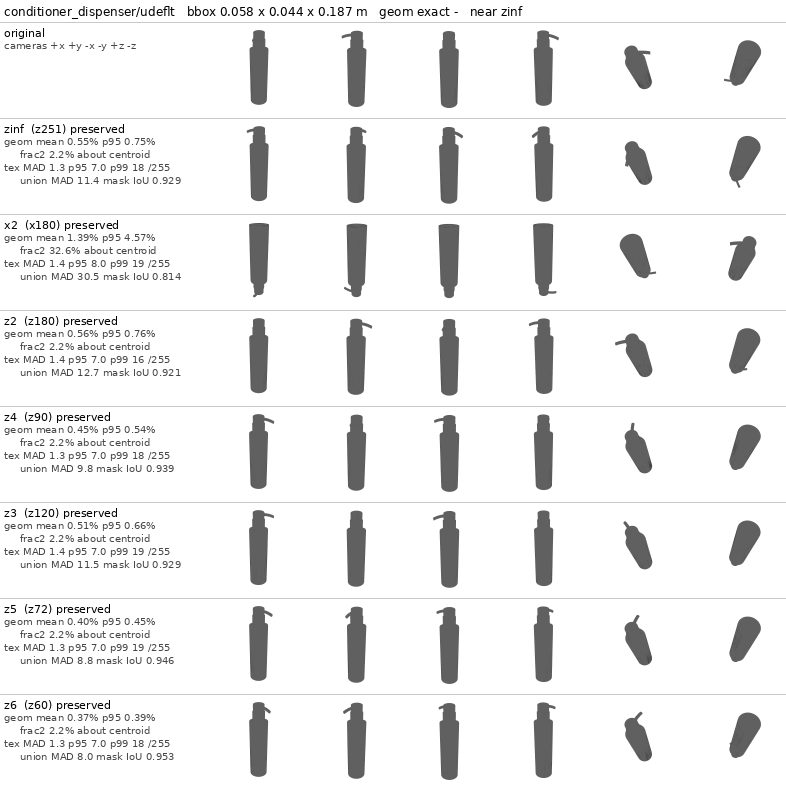 conditioner_dispenser/udeflt bbox 0.058 x 0.044 x 0.187 m geom exact - near zinf
original
cameras +x +y -x -y +z -z
zinf (z251) preserved
geom mean 0.55% p95 0.75%
frac2 2.2% about centroid
tex MAD 1.3 p95 7.0 p99 18 /255
union MAD 11.4 mask IoU 0.929
x2 (x180) preserved
geom mean 1.39% p95 4.57%
frac2 32.6% about centroid
tex MAD 1.4 p95 8.0 p99 19 /255
union MAD 30.5 mask IoU 0.814
z2 (z180) preserved
geom mean 0.56% p95 0.76%
frac2 2.2% about centroid
tex MAD 1.4 p95 7.0 p99 16 /255
union MAD 12.7 mask IoU 0.921
z4 (z90) preserved
geom mean 0.45% p95 0.54%
frac2 2.2% about centroid
tex MAD 1.3 p95 7.0 p99 18 /255
union MAD 9.8 mask IoU 0.939
z3 (z120) preserved
geom mean 0.51% p95 0.66%
frac2 2.2% about centroid
tex MAD 1.4 p95 7.0 p99 19 /255
union MAD 11.5 mask IoU 0.929
z5 (z72) preserved
geom mean 0.40% p95 0.45%
frac2 2.2% about centroid
tex MAD 1.3 p95 7.0 p99 19 /255
union MAD 8.8 mask IoU 0.946
z6 (z60) preserved
geom mean 0.37% p95 0.39%
frac2 2.2% about centroid
tex MAD 1.3 p95 7.0 p99 18 /255
union MAD 8.0 mask IoU 0.953